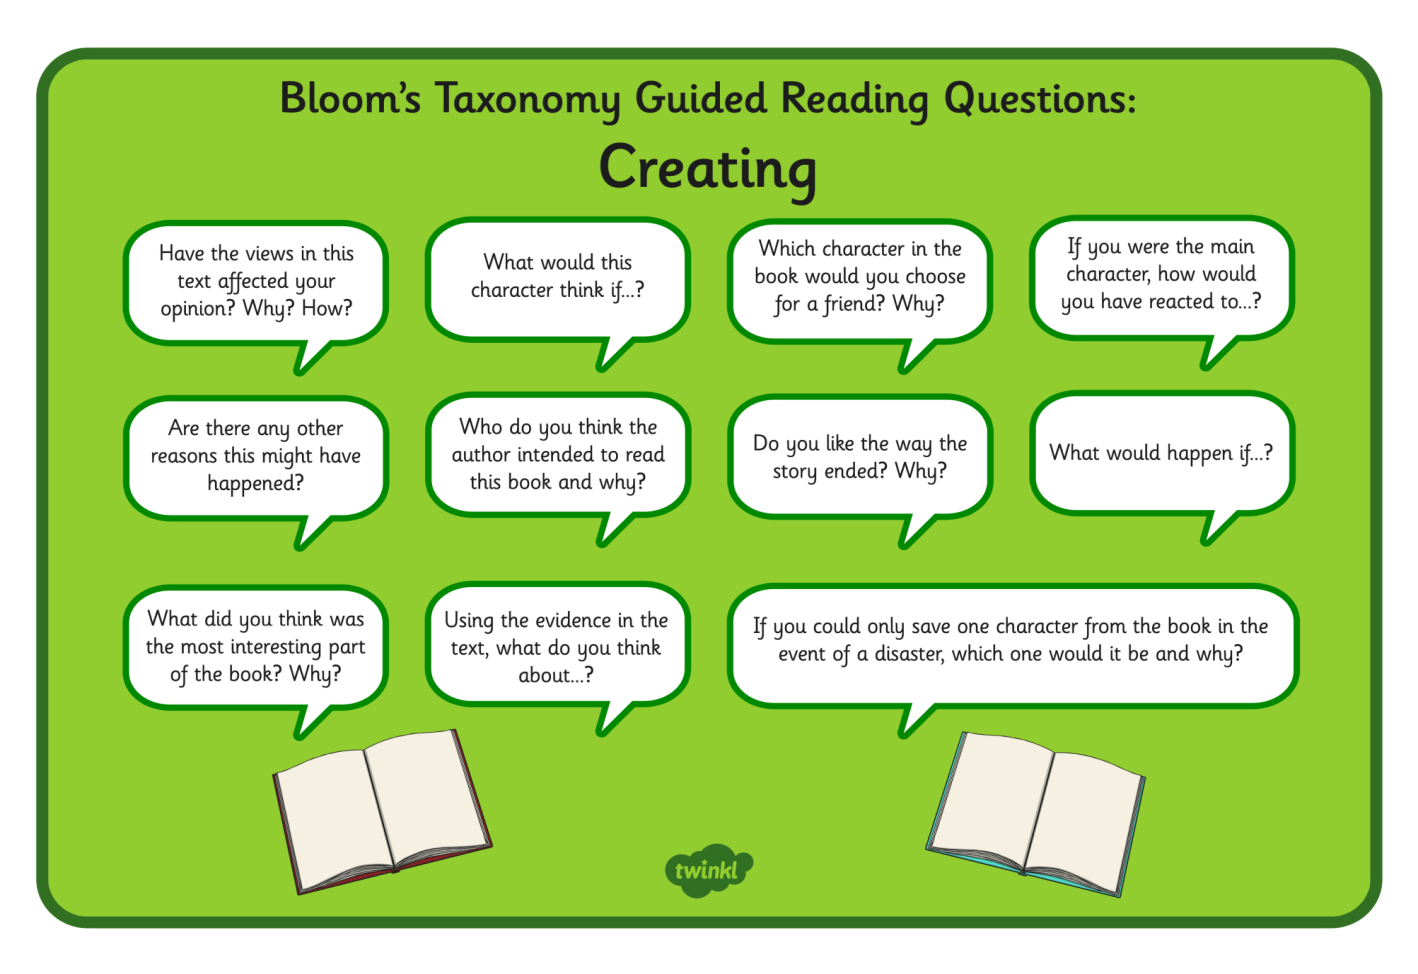 Bloom's Taxonomy Guided Reading Questions:
Creating
Have the views in this
text affected your
opinion? Why? How?
What would this
character think if...?
Which character in the
book would you choose
for a friend? Why?
If you were the main
character, how would
you have reacted to...?
Are there any other
reasons this might have
happened?
Who do you think the
author intended to read
this book and why?
Do you like the way the
story ended? Why?
What would happen if...?
What did you think was
the most interesting part
of the book? Why?
Using the evidence in the
text, what do you think
about...?
If you could only save one character from the book in the
event of a disaster, which one would it be and why?
twinkl